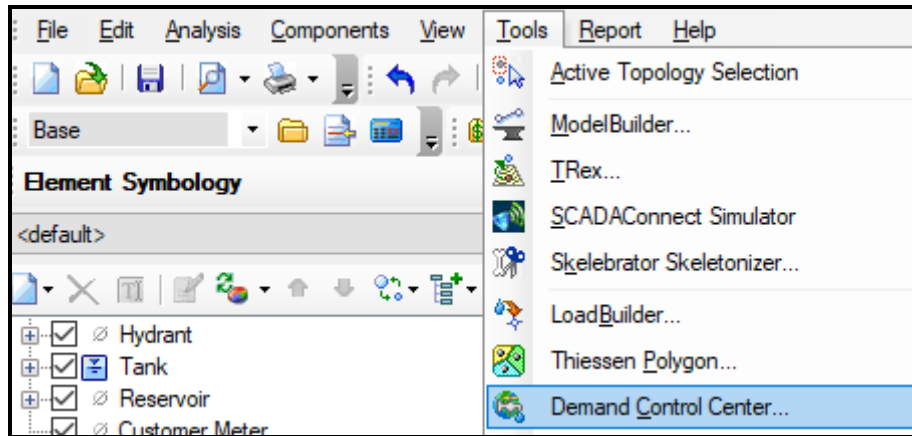 File Edit Analysis Components View Tools Report Help
Active Topology Selection
Base
ModelBuilder...
Element Symbology
TRex...
<default>
SCADAConnect Simulator
Skelebrator Skeletonizer...
LoadBuilder...
Thiessen Polygon...
Demand Control Center...
Hydrant
Tank
Reservoir
Customer Meter